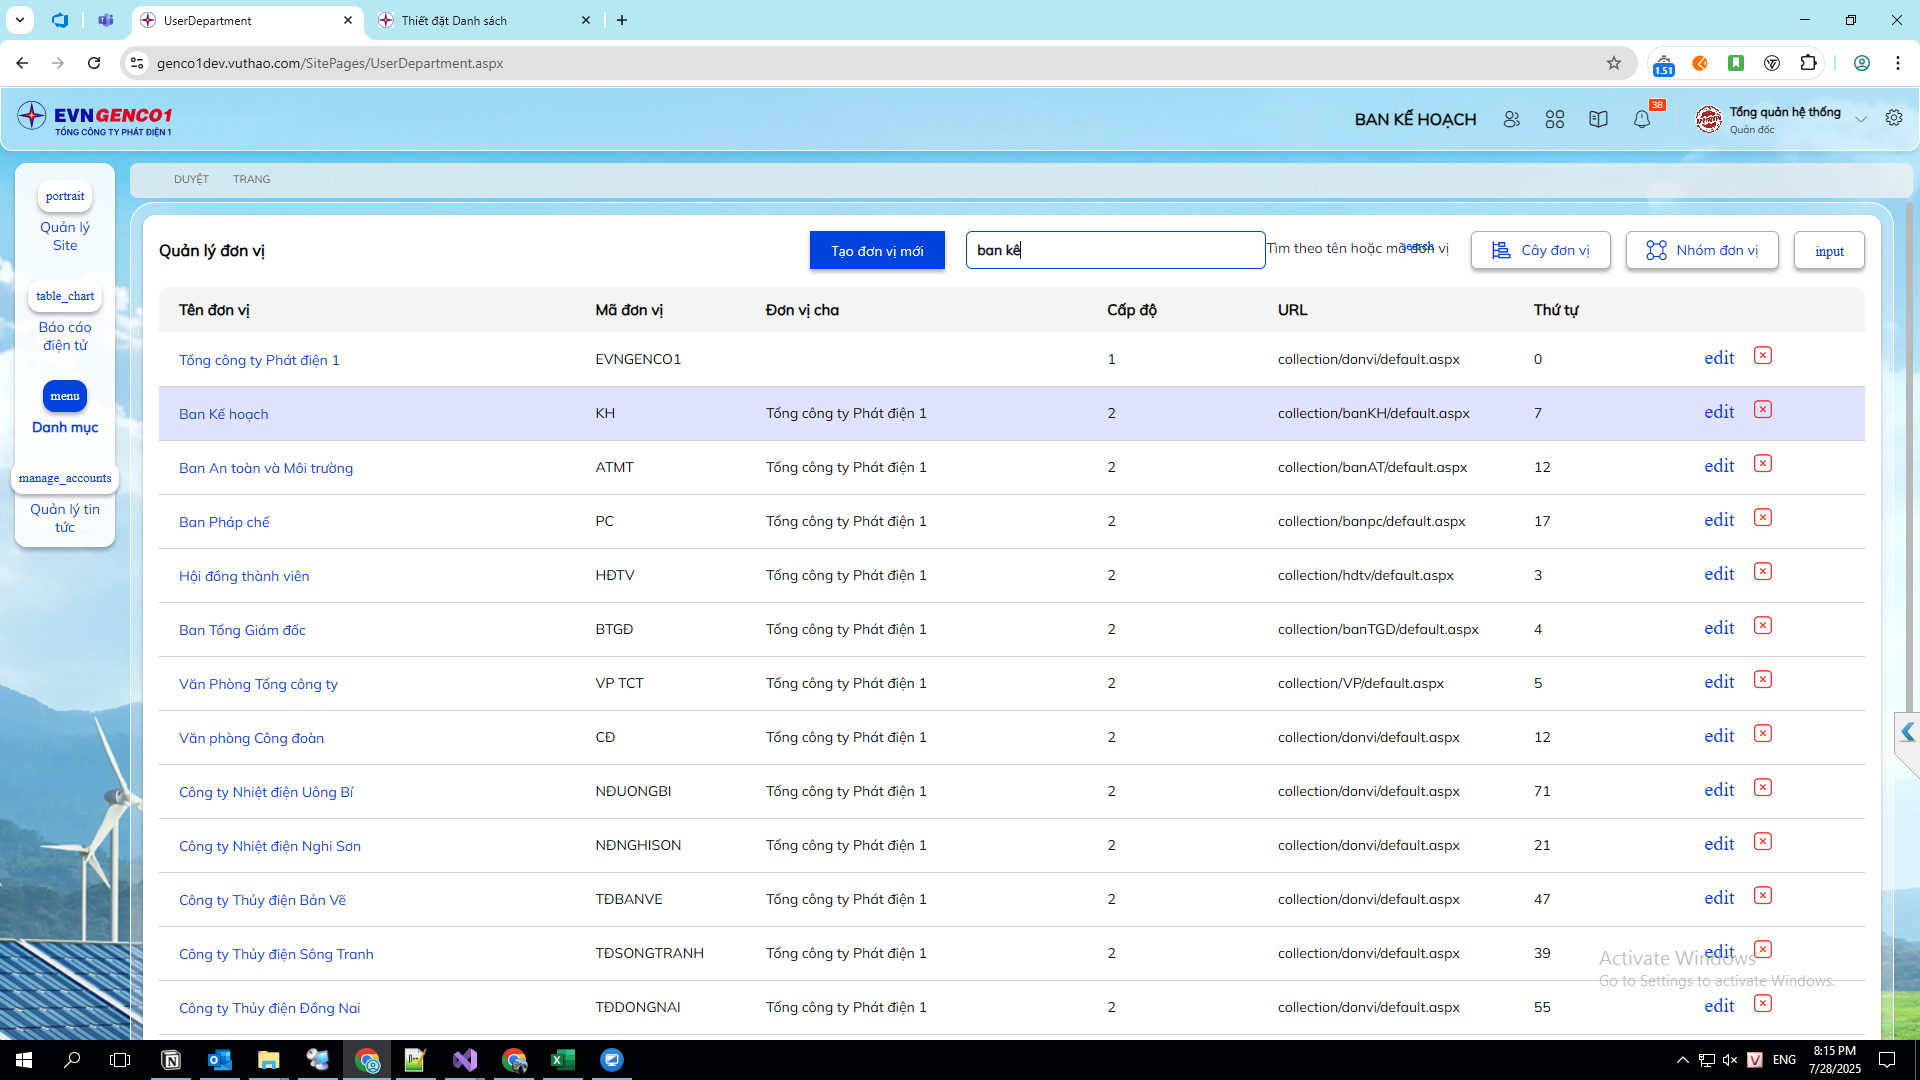 UserDepartment
Thiết đặt Danh sách
genco1dev.vuthao.com/SitePages/UserDepartment.aspx
1.51
EVNGENCO1
TỔNG CÔNG TY PHÁT ĐIỆN 1
BAN KẾ HOẠCH
38
Tổng quản hệ thống
Quản đốc
DUYỆT
TRANG
portrait
Quản lý
Site
table_chart
Báo cáo
điện tử
menu
Danh mục
manage_accounts
Quản lý tin
tức
Quản lý đơn vị
Tạo đơn vị mới
ban kê
Tìm theo tên hoặc mã đơn vị
search
Cây đơn vị
Nhóm đơn vị
input
Tên đơn vị Mã đơn vị Đơn vị cha Cấp độ URL Thứ tự
Tổng công ty Phát điện 1 EVNGENCO1 1 collection/donvi/default.aspx 0 edit
Ban Kế hoạch KH Tổng công ty Phát điện 1 2 collection/banKH/default.aspx 7 edit
Ban An toàn và Môi trường ATMT Tổng công ty Phát điện 1 2 collection/banAT/default.aspx 12 edit
Ban Pháp chế PC Tổng công ty Phát điện 1 2 collection/banpc/default.aspx 17 edit
Hội đồng thành viên HĐTV Tổng công ty Phát điện 1 2 collection/hdtv/default.aspx 3 edit
Ban Tổng Giám đốc BTGĐ Tổng công ty Phát điện 1 2 collection/banTGD/default.aspx 4 edit
Văn Phòng Tổng công ty VP TCT Tổng công ty Phát điện 1 2 collection/VP/default.aspx 5 edit
Văn phòng Công đoàn CĐ Tổng công ty Phát điện 1 2 collection/donvi/default.aspx 12 edit
Công ty Nhiệt điện Uông Bí NĐUONGBI Tổng công ty Phát điện 1 2 collection/donvi/default.aspx 71 edit
Công ty Nhiệt điện Nghi Sơn NĐNGHISON Tổng công ty Phát điện 1 2 collection/donvi/default.aspx 21 edit
Công ty Thủy điện Bản Vẽ TĐBANVE Tổng công ty Phát điện 1 2 collection/donvi/default.aspx 47 edit
Công ty Thủy điện Sông Tranh TĐSONGTRANH Tổng công ty Phát điện 1 2 collection/donvi/default.aspx 39 edit
Công ty Thủy điện Đồng Nai TĐDONGNAI Tổng công ty Phát điện 1 2 collection/donvi/default.aspx 55 edit
Activate Windows
Go to Settings to activate Windows.
ENG
8:15 PM
7/28/2025